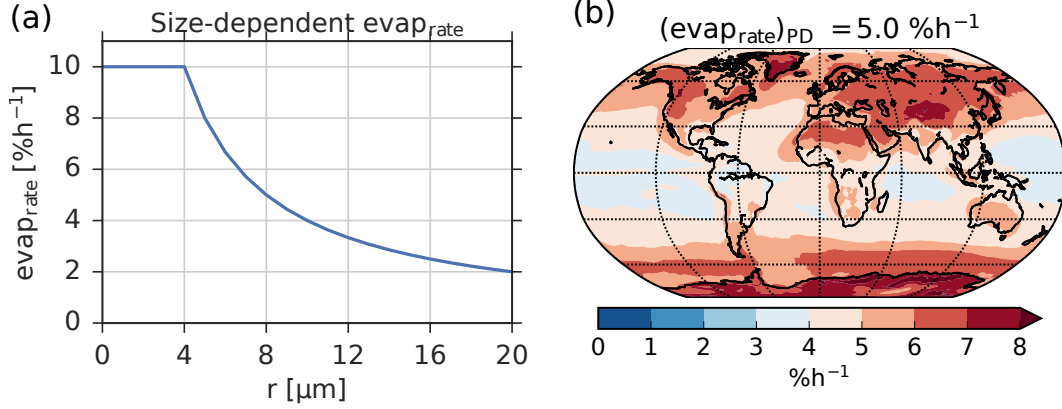 (a)
Size-dependent evap_rate
10
8
6
4
2
0
evap_rate [%h⁻¹]
0 4 8 12 16 20
r [µm]
(b)
(evap_rate)_PD = 5.0 %h⁻¹
0 1 2 3 4 5 6 7 8
%h⁻¹